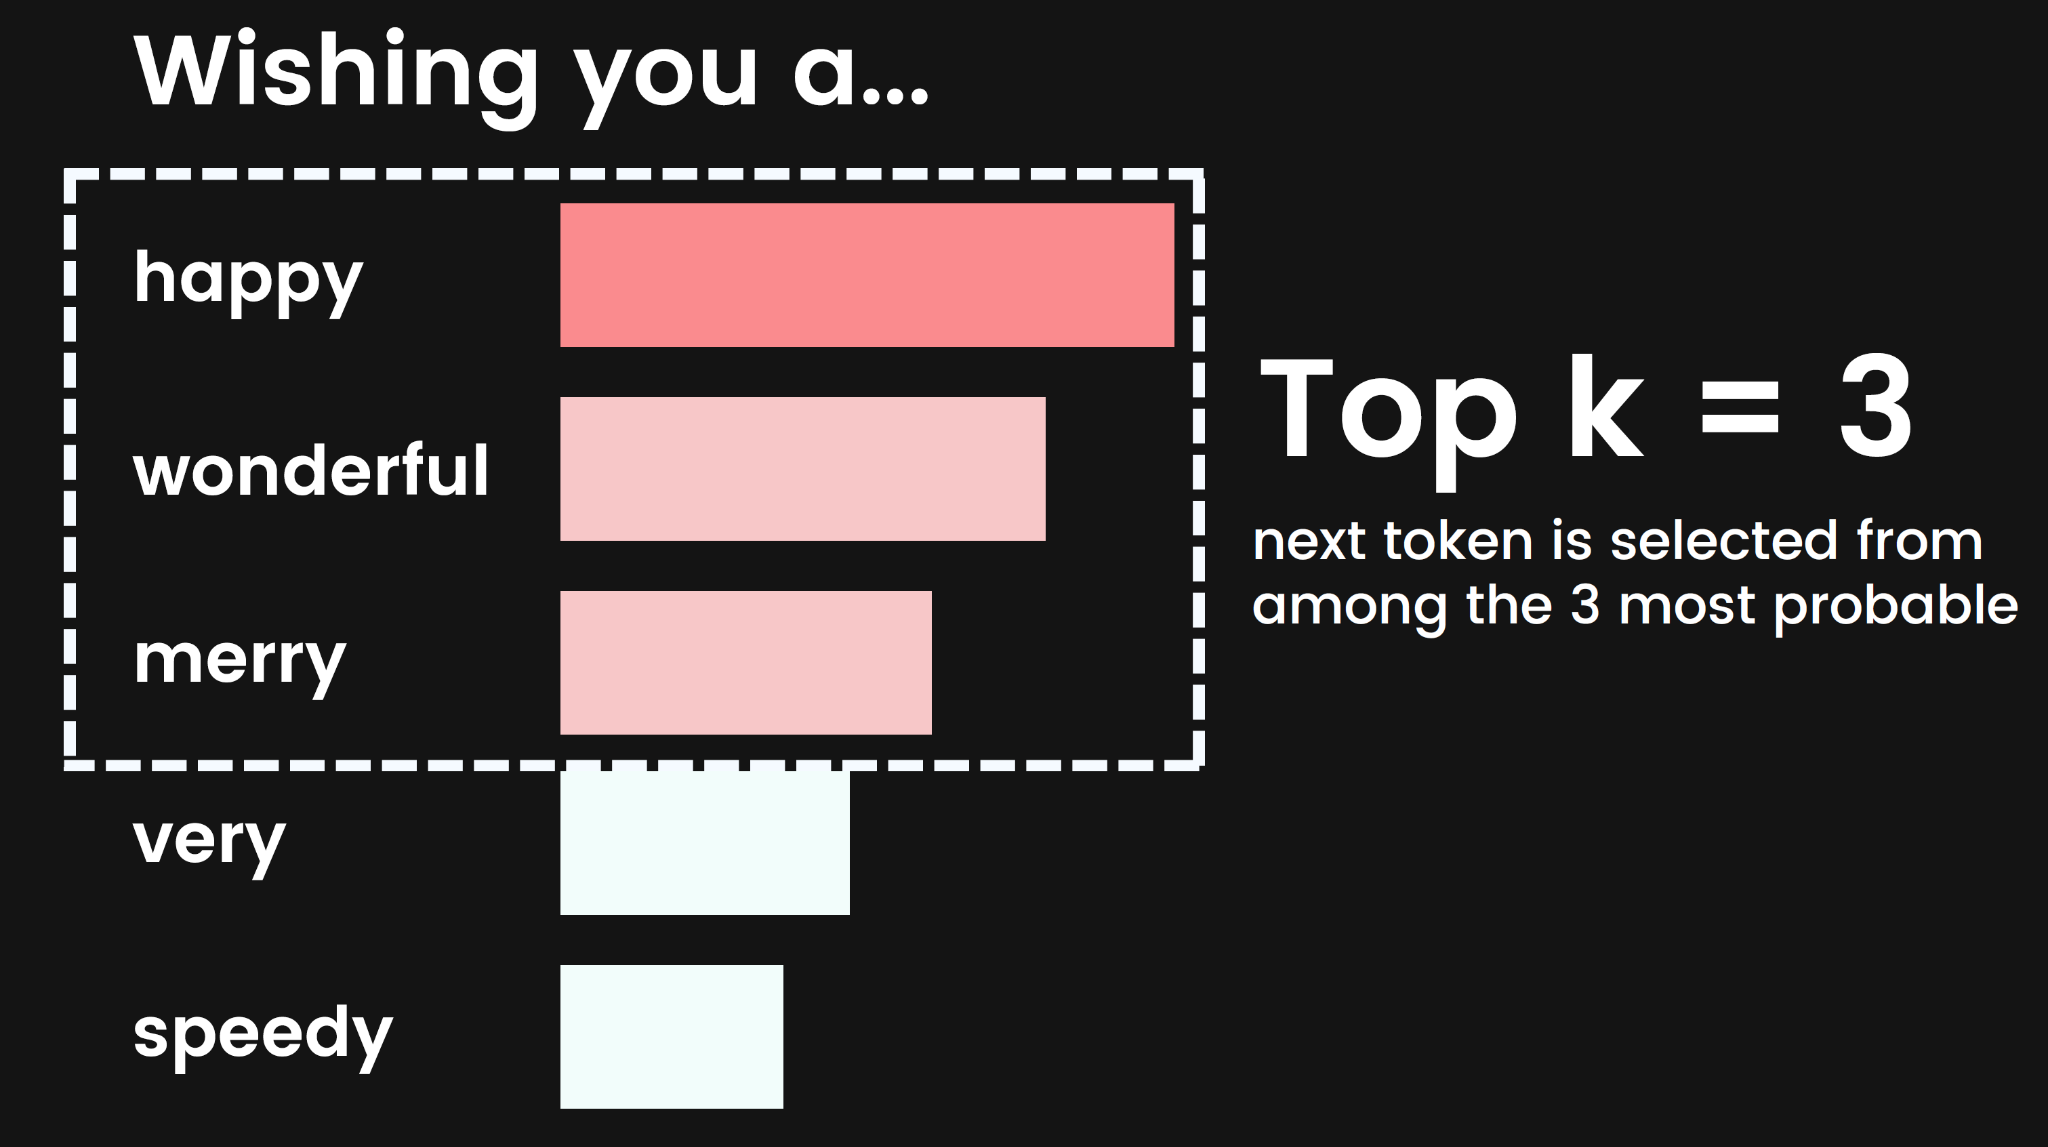 Wishing you a...
happy
wonderful
merry
very
speedy
Top k = 3
next token is selected from
among the 3 most probable